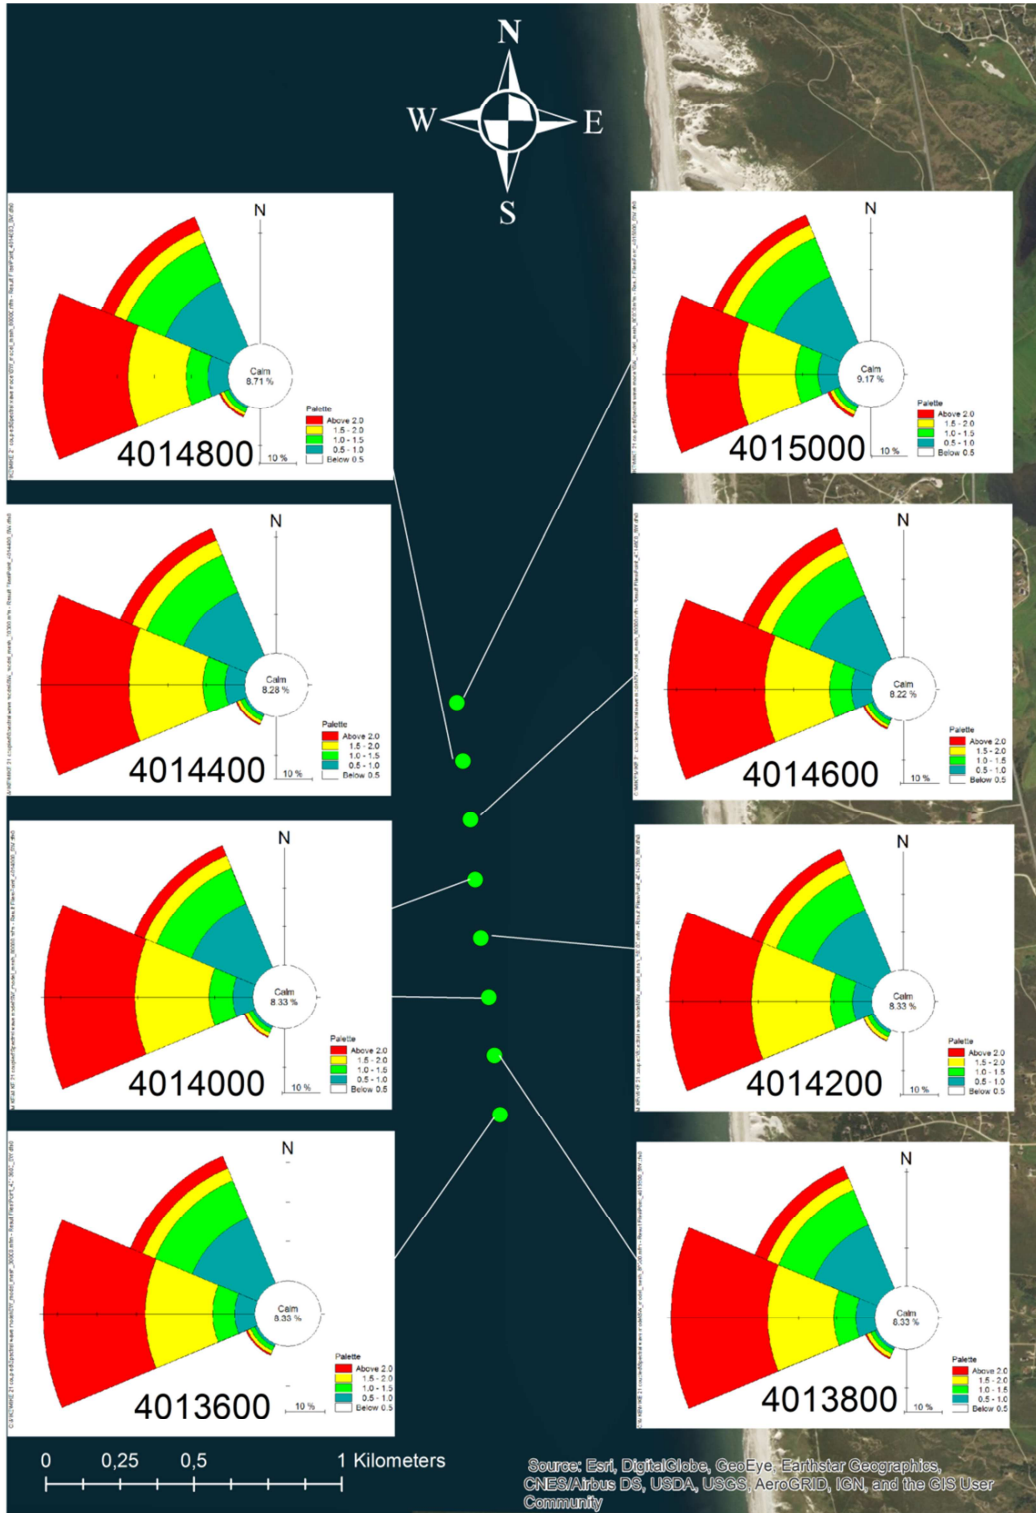 N
W E
S
N
Calm
8.71 %
Palette
Above 2.0
1.5 - 2.0
1.0 - 1.5
0.5 - 1.0
Below 0.5
10 %
4014800
N
Calm
9.17 %
Palette
Above 2.0
1.5 - 2.0
1.0 - 1.5
0.5 - 1.0
Below 0.5
10 %
4015000
N
Calm
8.28 %
Palette
Above 2.0
1.5 - 2.0
1.0 - 1.5
0.5 - 1.0
Below 0.5
10 %
4014400
N
Calm
8.22 %
Palette
Above 2.0
1.5 - 2.0
1.0 - 1.5
0.5 - 1.0
Below 0.5
10 %
4014600
N
Calm
8.33 %
Palette
Above 2.0
1.5 - 2.0
1.0 - 1.5
0.5 - 1.0
Below 0.5
10 %
4014000
N
Calm
8.33 %
Palette
Above 2.0
1.5 - 2.0
1.0 - 1.5
0.5 - 1.0
Below 0.5
10 %
4014200
N
Calm
8.33 %
Palette
Above 2.0
1.5 - 2.0
1.0 - 1.5
0.5 - 1.0
Below 0.5
10 %
4013600
N
Calm
8.33 %
Palette
Above 2.0
1.5 - 2.0
1.0 - 1.5
0.5 - 1.0
Below 0.5
10 %
4013800
0 0,25 0,5 1 Kilometers
Source: Esri, DigitalGlobe, GeoEye, Earthstar Geographics,
CNES/Airbus DS, USDA, USGS, AeroGRID, IGN, and the GIS User
Community